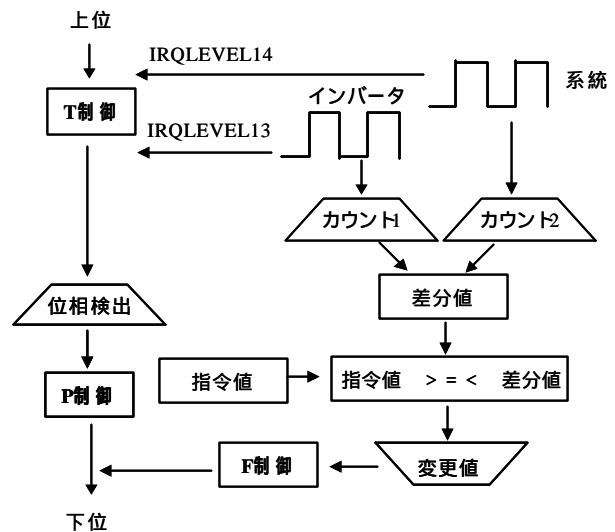 上位
IRQLEVEL14
系統
T制御
インバータ
IRQLEVEL13
カウント1
カウント2
差分値
位相検出
指令値
指令値 >=< 差分値
P制御
F制御
変更値
下位